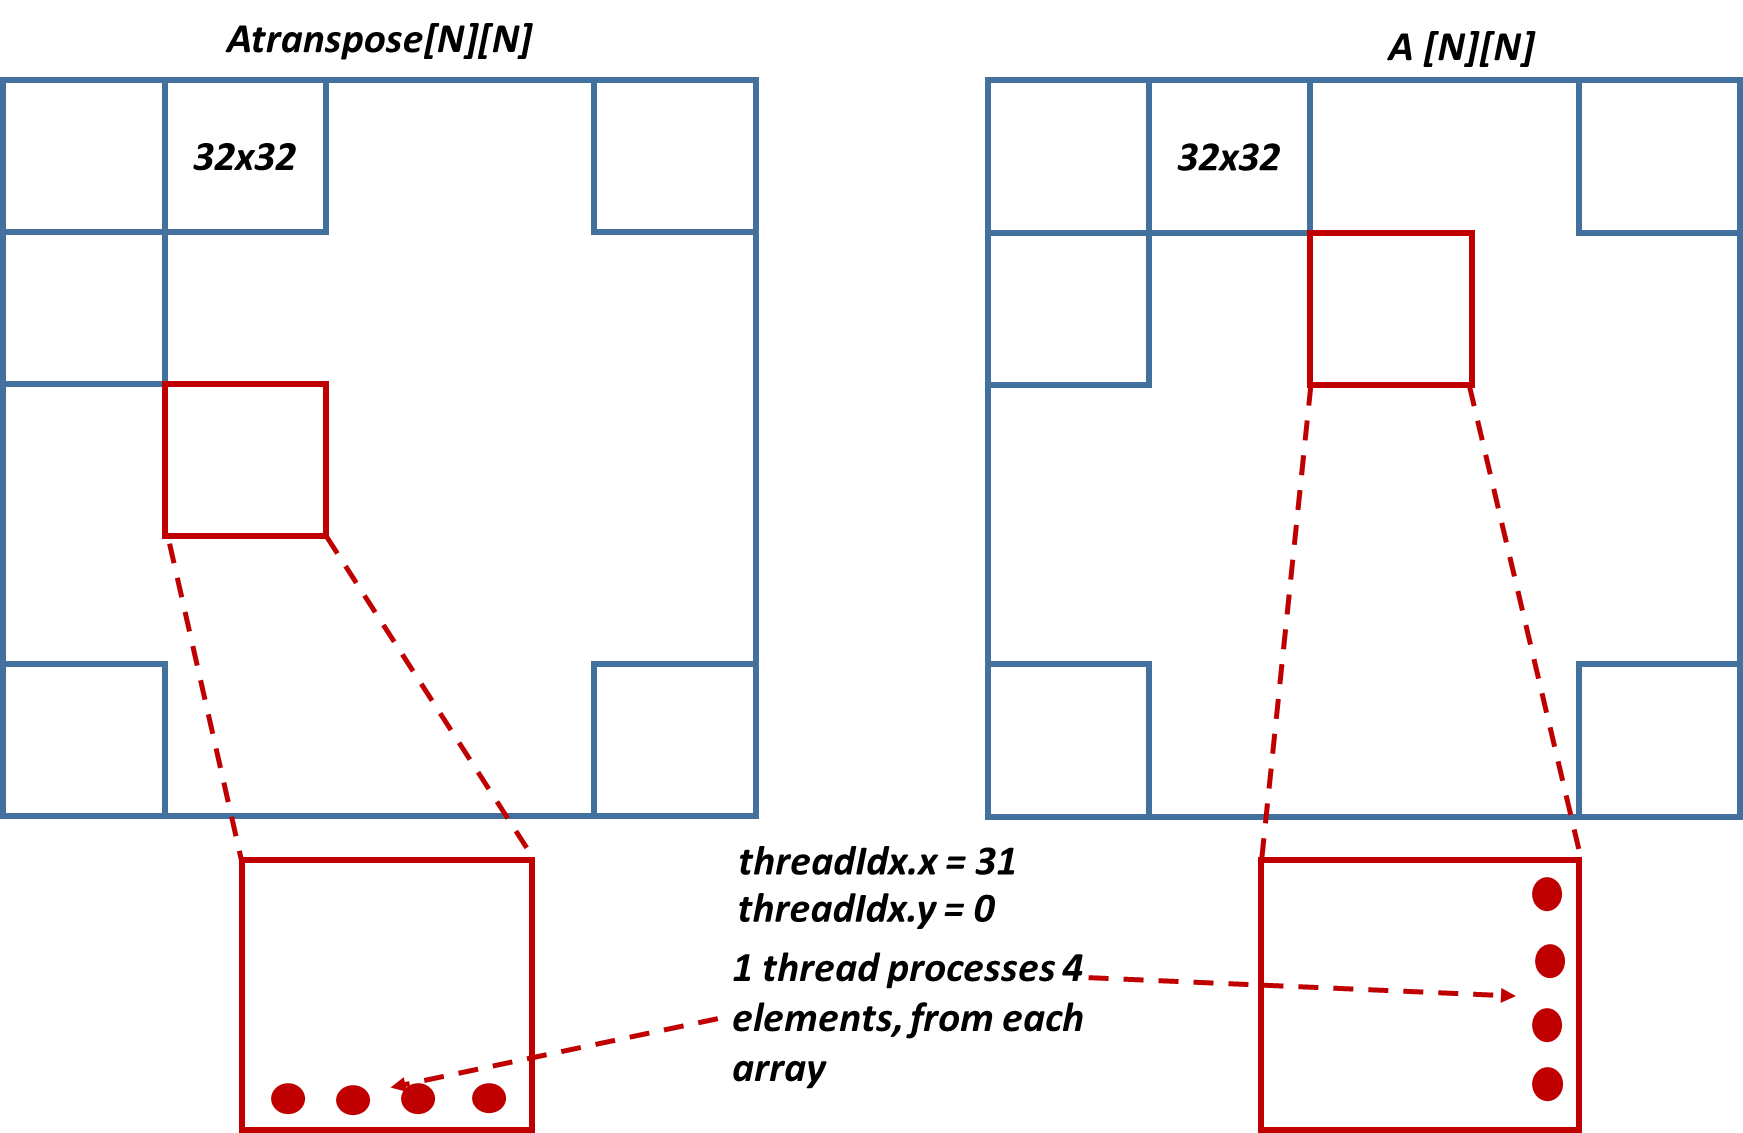 Atranspose[N][N]
A [N][N]
32x32
32x32
threadIdx.x = 31
threadIdx.y = 0
1 thread processes 4
elements, from each
array